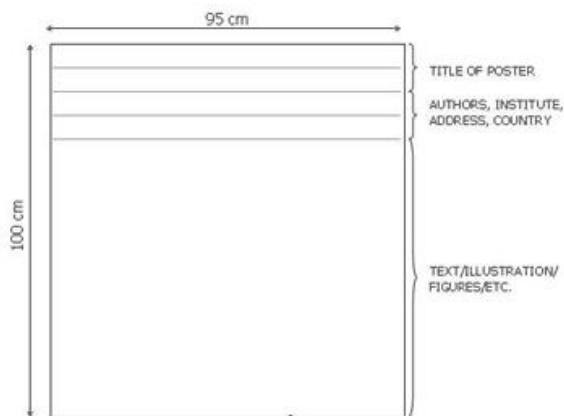 95 cm
TITLE OF POSTER
AUTHORS, INSTITUTE,
ADDRESS, COUNTRY
100 cm
TEXT/ILLUSTRATION/
FIGURES/ETC.